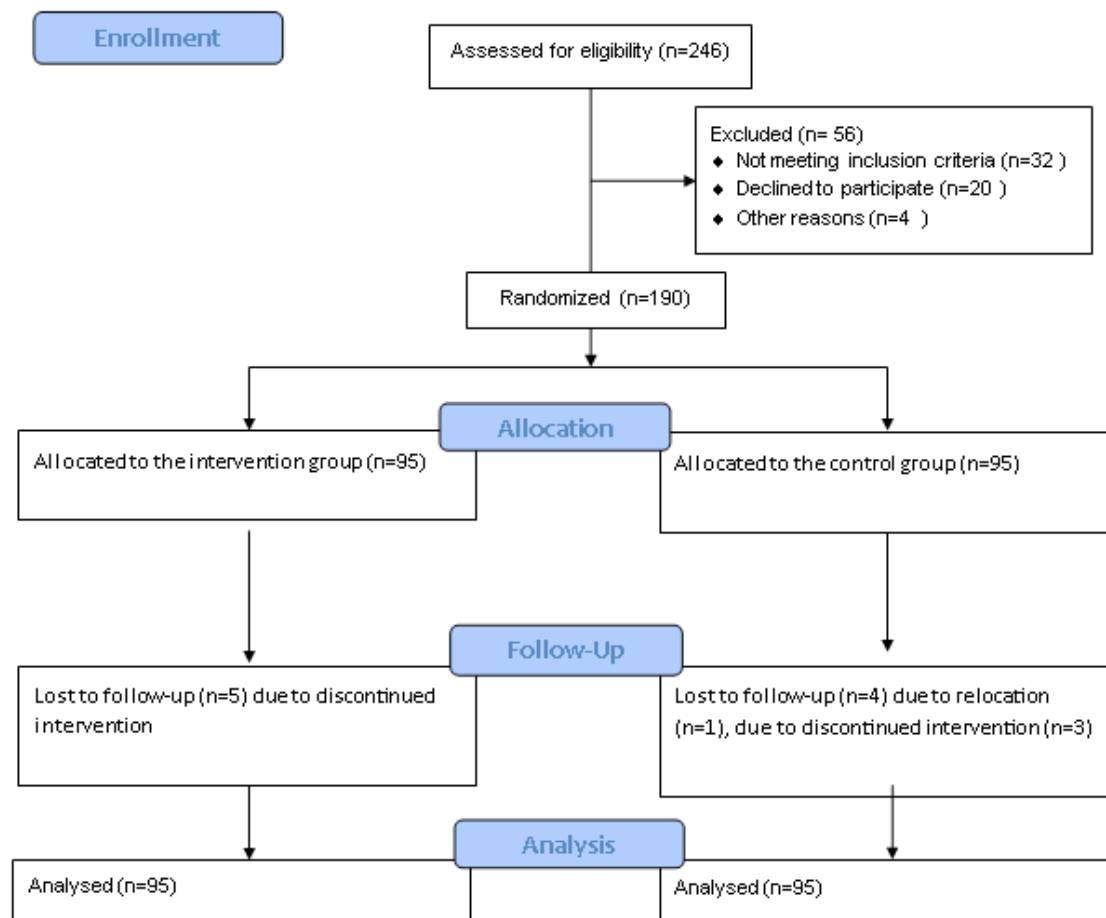 Enrollment
Assessed for eligibility (n=246)
Excluded (n= 56)
♦ Not meeting inclusion criteria (n=32 )
♦ Declined to participate (n=20 )
♦ Other reasons (n=4 )
Randomized (n=190)
Allocation
Allocated to the intervention group (n=95)
Allocated to the control group (n=95)
Follow-Up
Lost to follow-up (n=5) due to discontinued
intervention
Lost to follow-up (n=4) due to relocation
(n=1), due to discontinued intervention (n=3)
Analysis
Analysed (n=95)
Analysed (n=95)